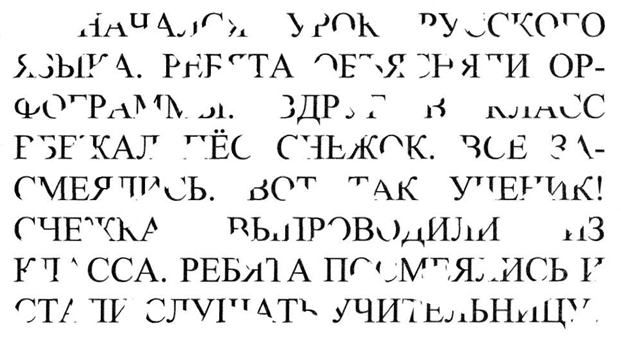 НАЧАЛСЯ УРОК РУССКОГО
ЯЗЫКА. РЕБЯТА ОБЪЯСНЯЛИ ОР-
ФОГРАММЫ. ВДРУГ В КЛАСС
ВБЕЖАЛ ПЁС СНЕЖОК. ВСЕ ЗА-
СМЕЯЛИСЬ. ВОТ ТАК УЧЕНИК!
СНЕЖКА ВЫПРОВОДИЛИ ИЗ
КЛАССА. РЕБЯТА ПОСМЕЯЛИСЬ И
СТАЛИ СЛУШАТЬ УЧИТЕЛЬНИЦУ.